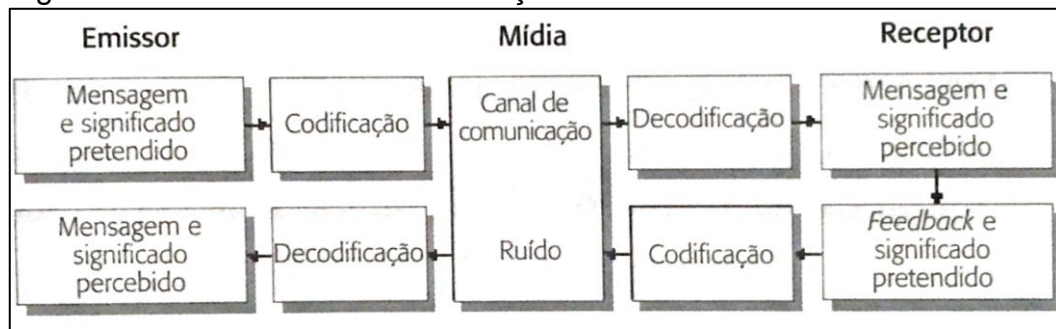 Emissor
Mídia
Receptor
Mensagem
e significado
pretendido
Codificação
Canal de
comunicação
Decodificação
Mensagem e
significado
percebido
Mensagem e
significado
percebido
Decodificação
Ruído
Codificação
Feedback e
significado
pretendido